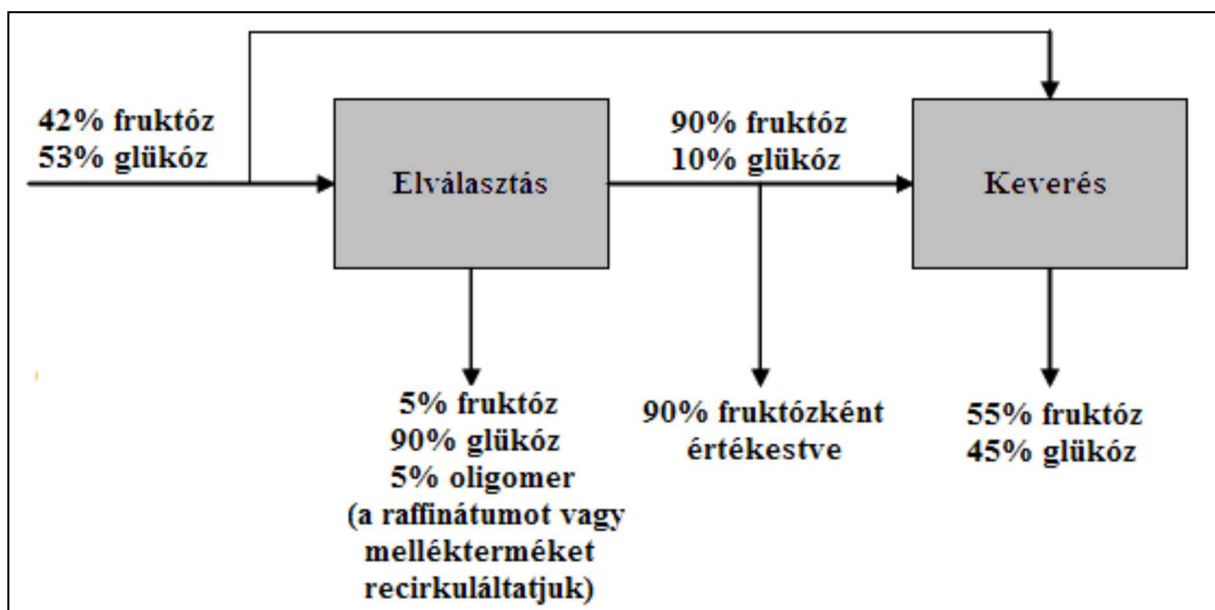 42% fruktóz
53% glükóz
Elválasztás
90% fruktóz
10% glükóz
Keverés
5% fruktóz
90% glükóz
5% oligomer
(a raffinátumot vagy
mellékterméket
recirkuláltatjuk)
90% fruktózként
értékestve
55% fruktóz
45% glükóz